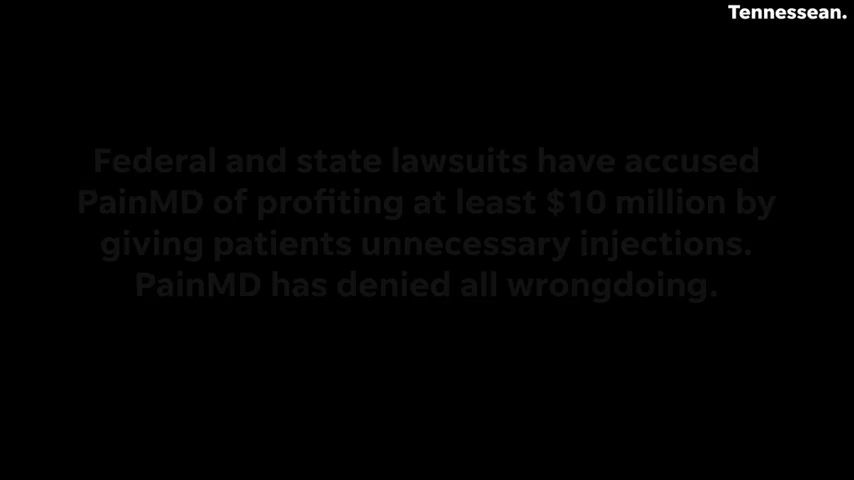 Tennessean.
Federal and state lawsuits have accused
PainMD of profiting at least $10 million by
giving patients unnecessary injections.
PainMD has denied all wrongdoing.